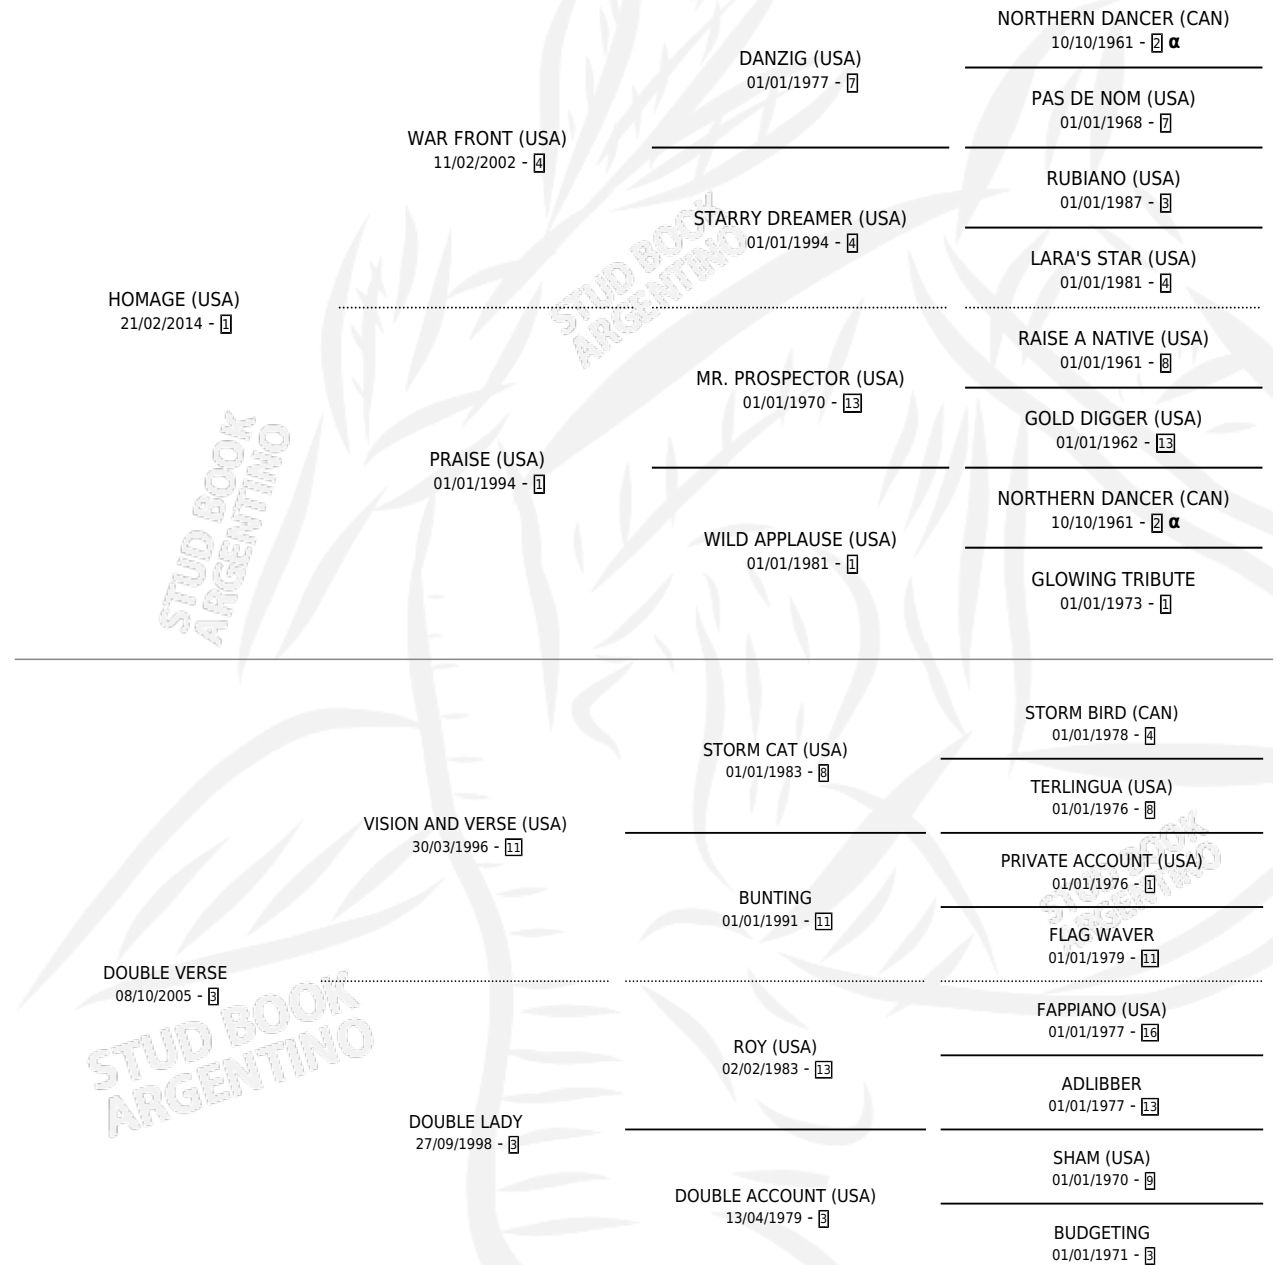 NORTHERN DANCER (CAN)
10/10/1961 - 2 α
DANZIG (USA)
01/01/1977 - 7
PAS DE NOM (USA)
01/01/1968 - 7
WAR FRONT (USA)
11/02/2002 - 4
RUBIANO (USA)
01/01/1987 - 3
STARRY DREAMER (USA)
01/01/1994 - 4
LARA'S STAR (USA)
01/01/1981 - 4
HOMAGE (USA)
21/02/2014 - 1
RAISE A NATIVE (USA)
01/01/1961 - 8
MR. PROSPECTOR (USA)
01/01/1970 - 13
GOLD DIGGER (USA)
01/01/1962 - 13
PRAISE (USA)
01/01/1994 - 1
NORTHERN DANCER (CAN)
10/10/1961 - 2 α
WILD APPLAUSE (USA)
01/01/1981 - 1
GLOWING TRIBUTE
01/01/1973 - 1
STORM BIRD (CAN)
01/01/1978 - 4
STORM CAT (USA)
01/01/1983 - 8
TERLINGUA (USA)
01/01/1976 - 8
VISION AND VERSE (USA)
30/03/1996 - 11
PRIVATE ACCOUNT (USA)
01/01/1976 - 1
BUNTING
01/01/1991 - 11
FLAG WAVER
01/01/1979 - 11
DOUBLE VERSE
08/10/2005 - 3
FAPPIANO (USA)
01/01/1977 - 16
ROY (USA)
02/02/1983 - 13
ADLIBBER
01/01/1977 - 13
DOUBLE LADY
27/09/1998 - 3
SHAM (USA)
01/01/1970 - 9
DOUBLE ACCOUNT (USA)
13/04/1979 - 3
BUDGETING
01/01/1971 - 3
STUD BOOK
ARGENTINO
STUD BOOK
ARGENTINO
STUD BOOK
ARGENTINO
STUD BOOK
ARGENTINO